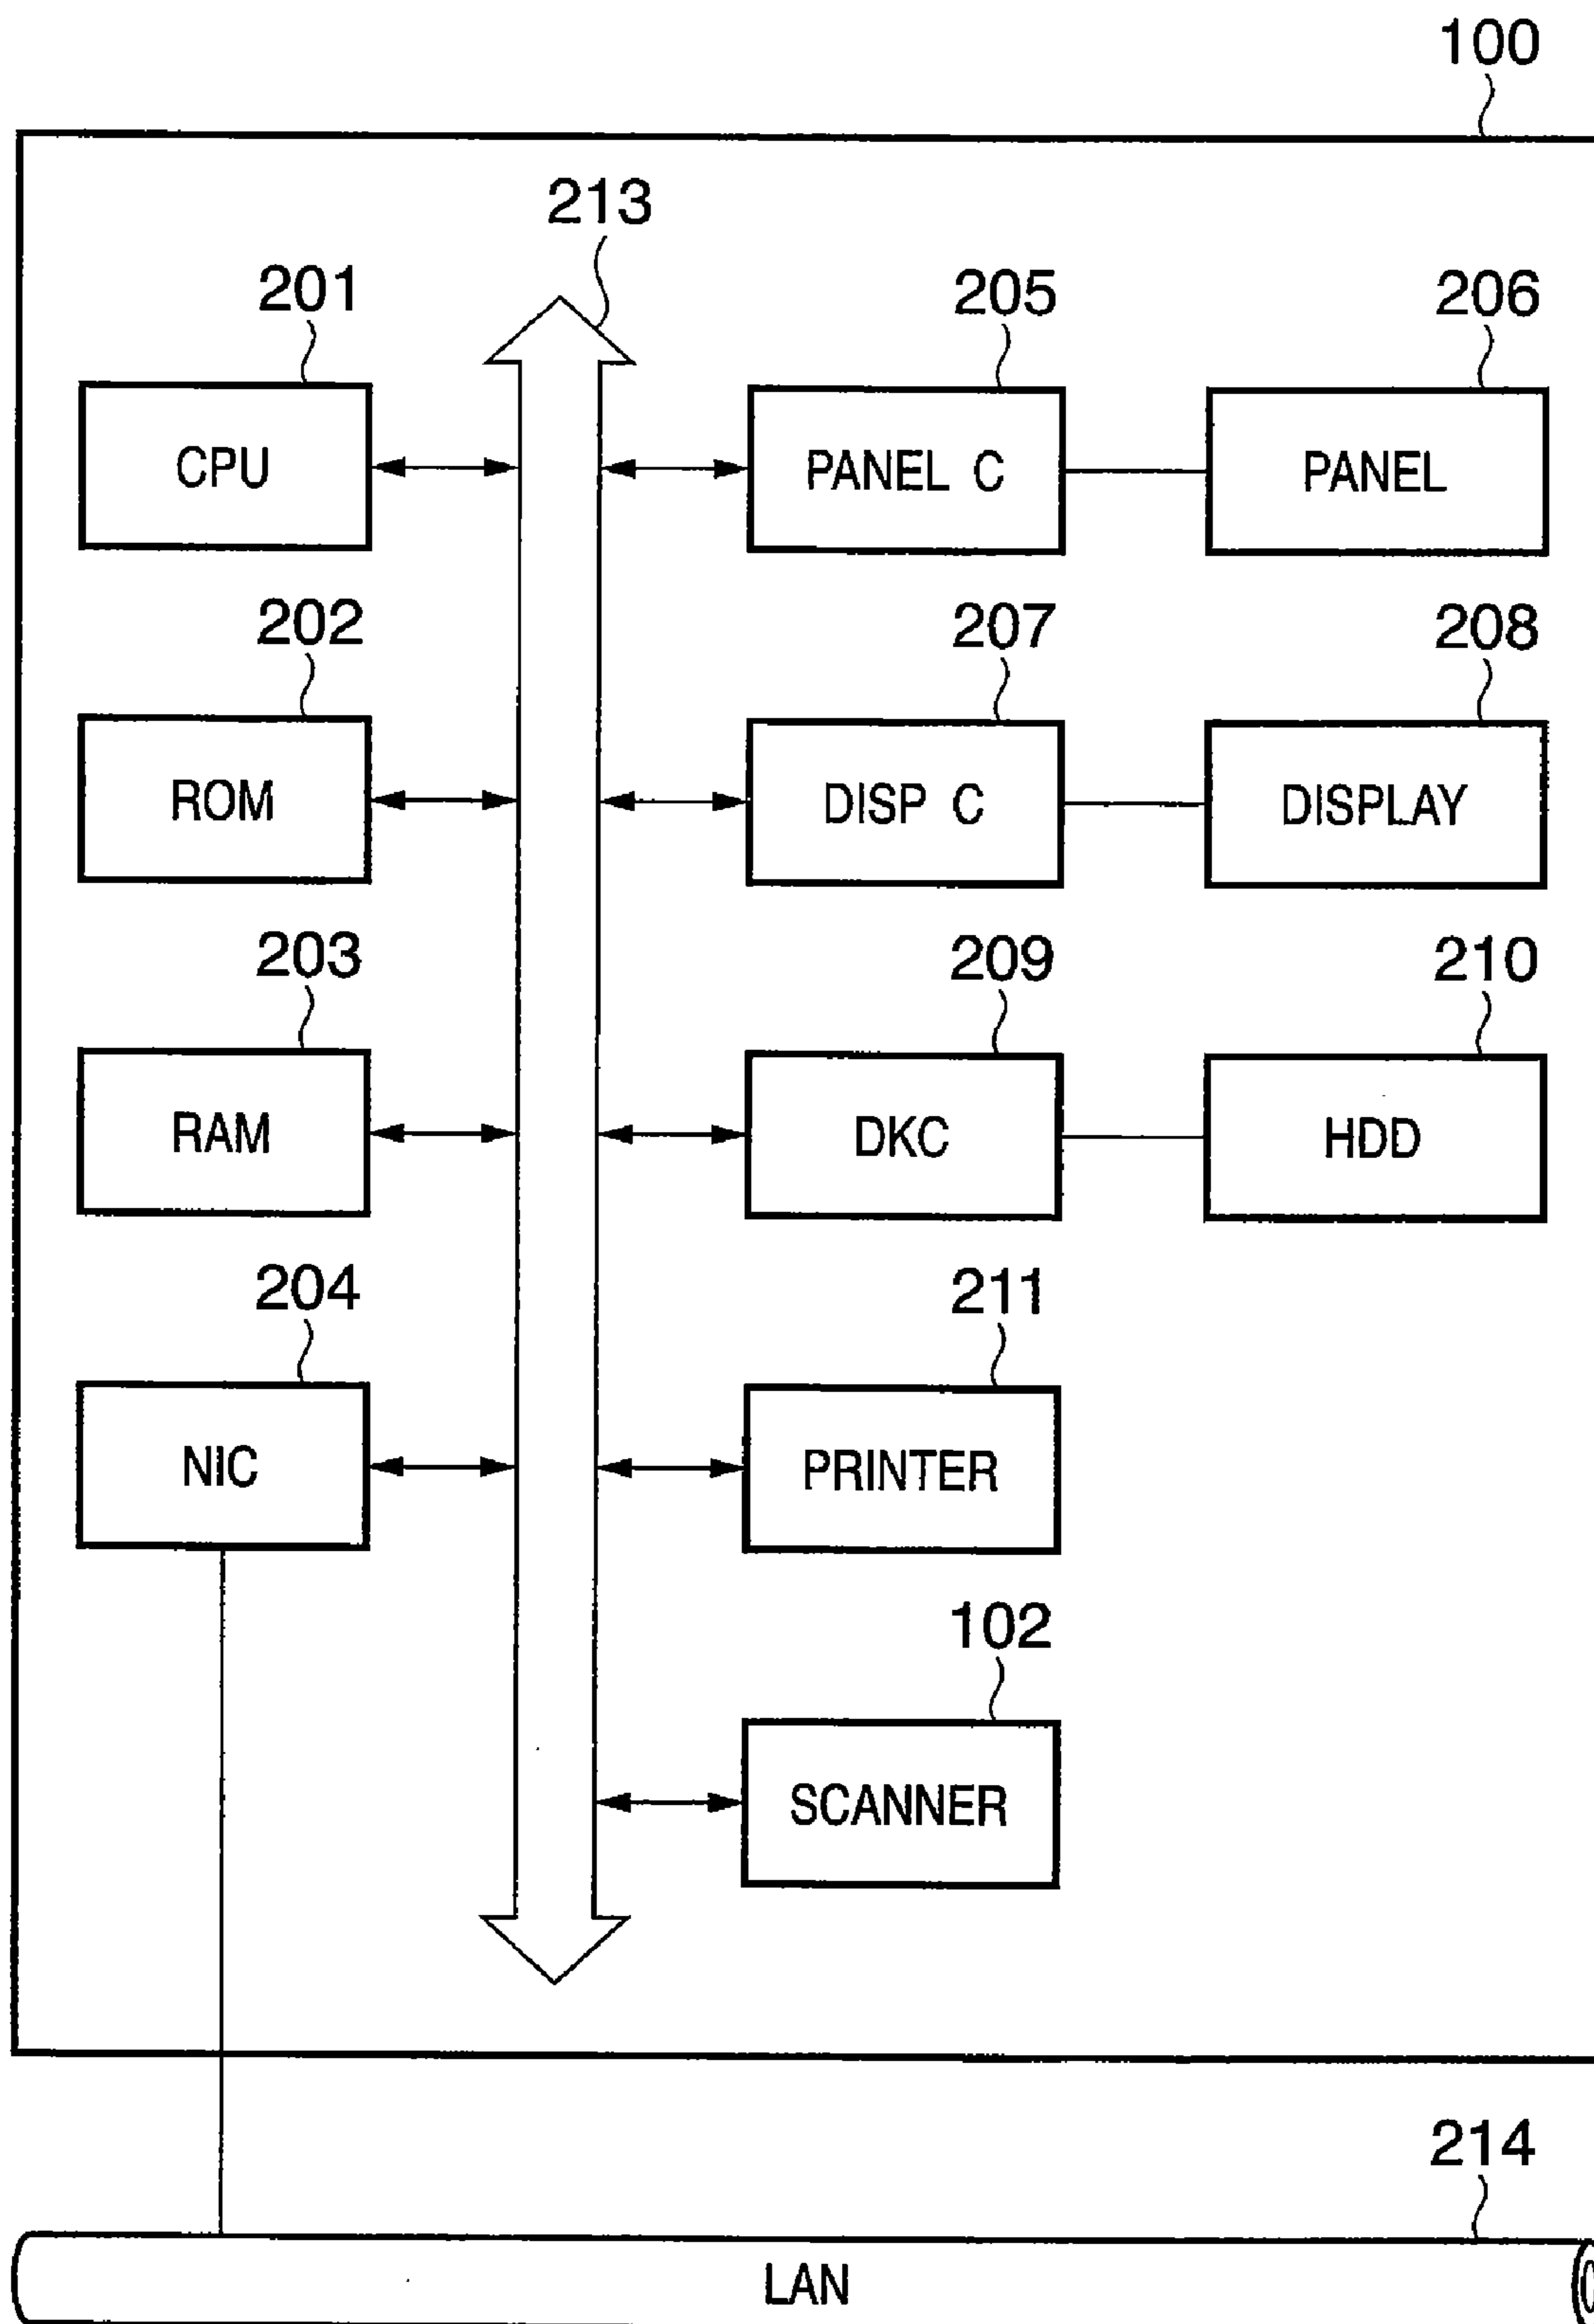 100
213
201
205
206
CPU
PANEL C
PANEL
202
207
208
ROM
DISP C
DISPLAY
203
209
210
RAM
DKC
HDD
204
211
NIC
PRINTER
102
SCANNER
214
LAN